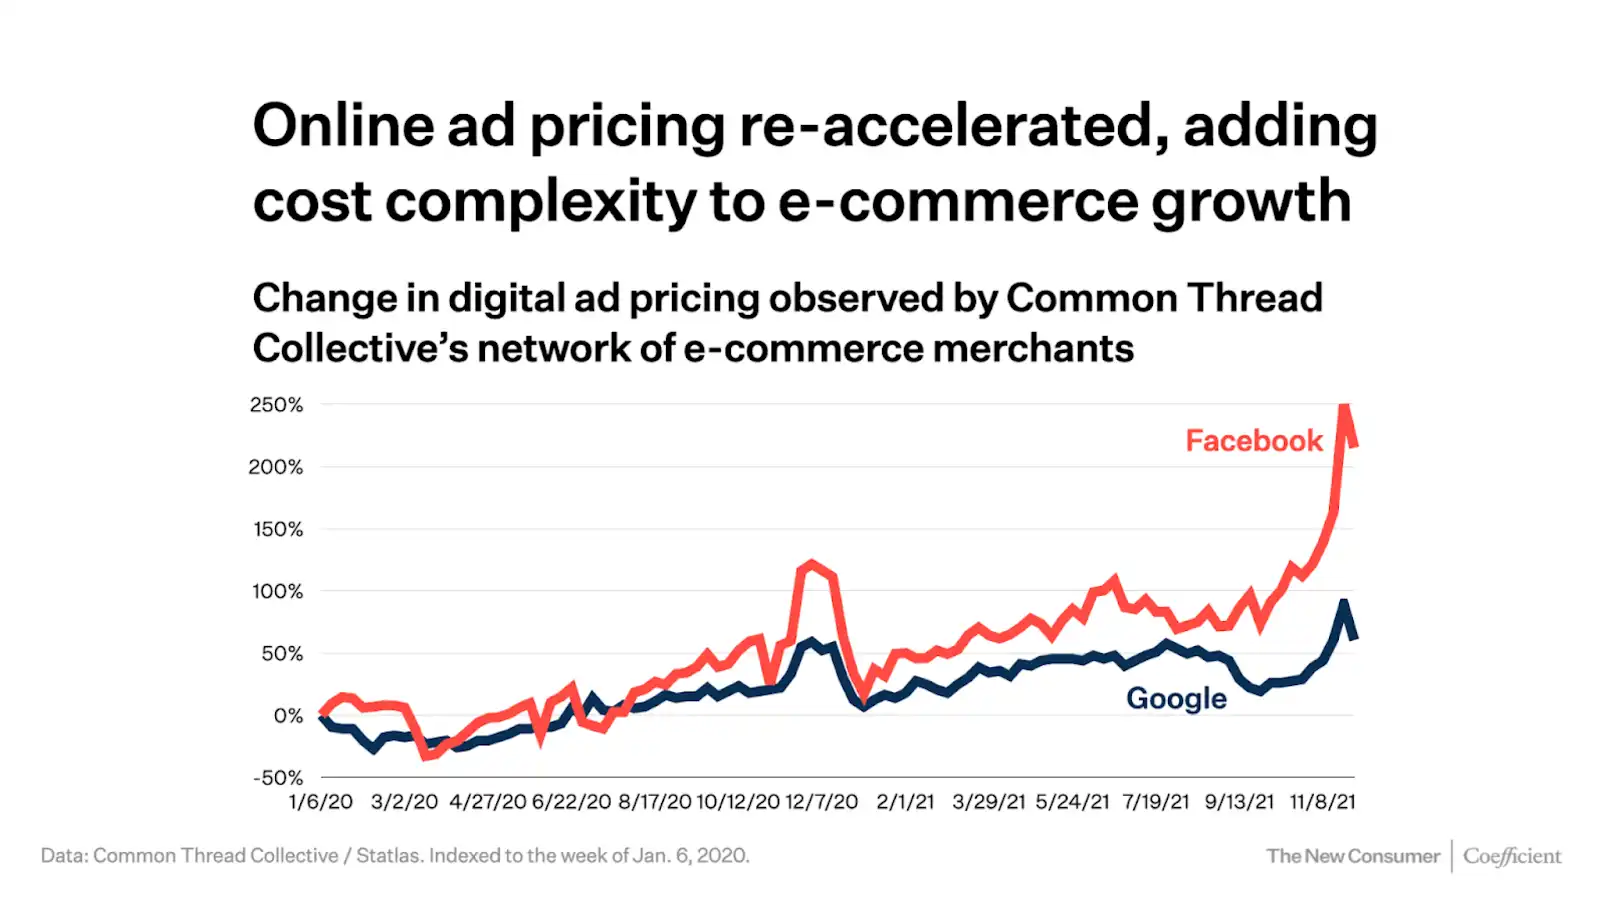 Online ad pricing re-accelerated, adding
cost complexity to e-commerce growth
Change in digital ad pricing observed by Common Thread
Collective’s network of e-commerce merchants
250%
200%
150%
100%
50%
0%
-50%
Facebook
Google
1/6/20 3/2/20 4/27/20 6/22/20 8/17/20 10/12/20 12/7/20 2/1/21 3/29/21 5/24/21 7/19/21 9/13/21 11/8/21
Data: Common Thread Collective / Statlas. Indexed to the week of Jan. 6, 2020.
The New Consumer | Coefficient